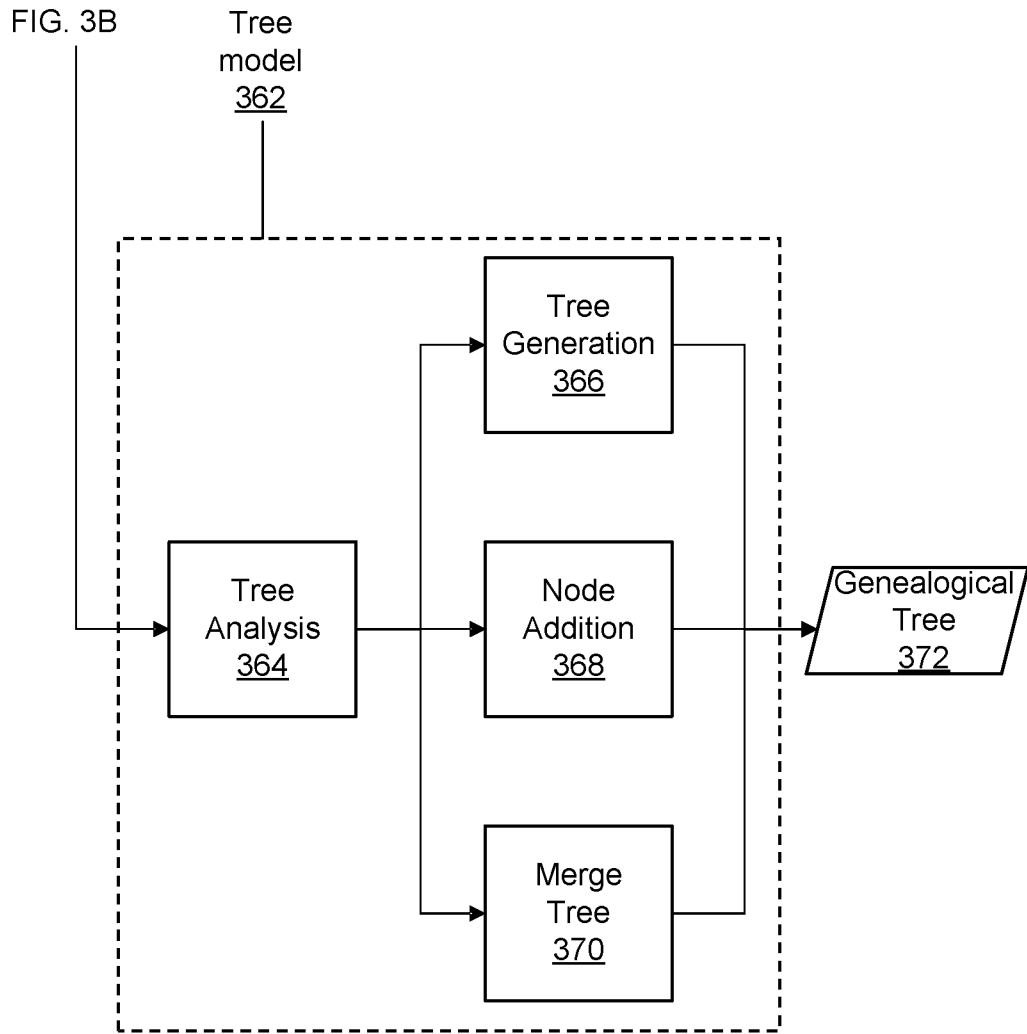 FIG. 3B
Tree
model
362
Tree
Generation
366
Tree
Analysis
364
Node
Addition
368
Genealogical
Tree
372
Merge
Tree
370